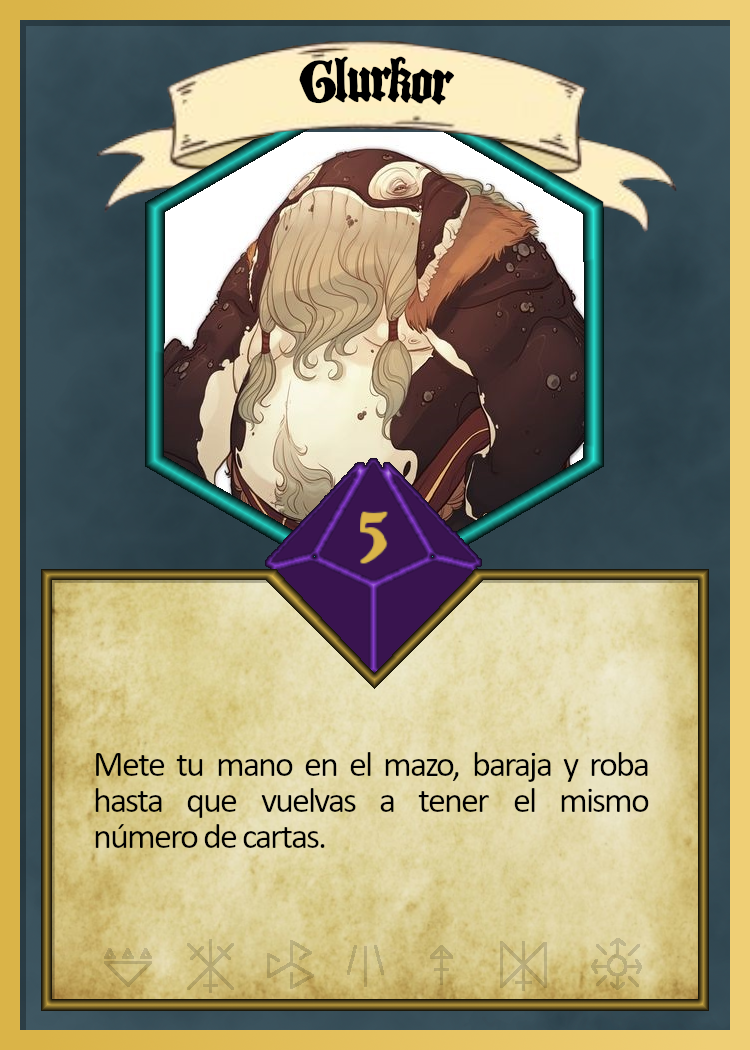 Glurkor
5
Mete tu mano en el mazo, baraja y roba
hasta que vuelvas a tener el mismo
número de cartas.